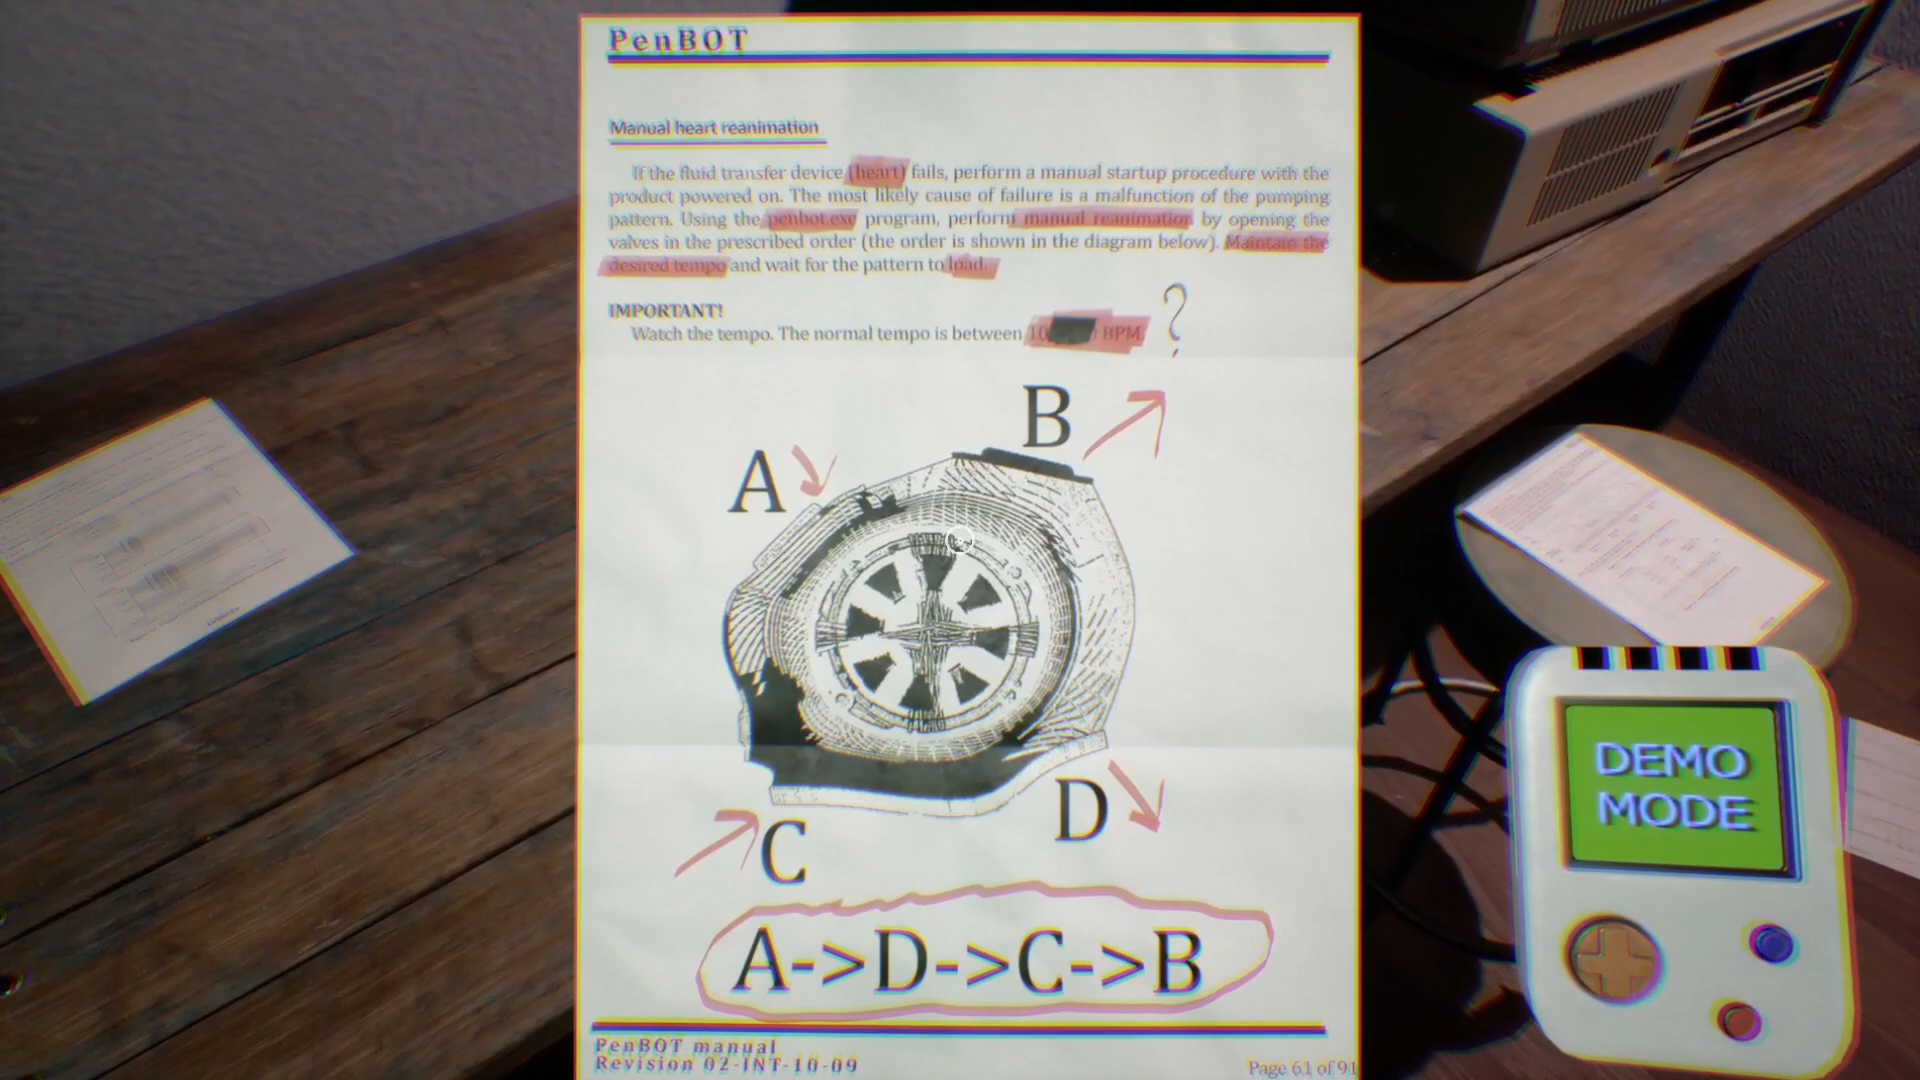 PenBOT
Manual heart reanimation
If the fluid transfer device (heart) fails, perform a manual startup procedure with the
product powered on. The most likely cause of failure is a malfunction of the pumping
pattern. Using the penbot.exe program, perform manual reanimation by opening the
valves in the prescribed order (the order is shown in the diagram below). Maintain the
desired tempo and wait for the pattern to load.
IMPORTANT!
Watch the tempo. The normal tempo is between 10 BPM. ?
B
A
D
C
A->D->C->B
PenBOT manual
Revision 02-INT-10-09
Page 61 of 91
DEMO
MODE